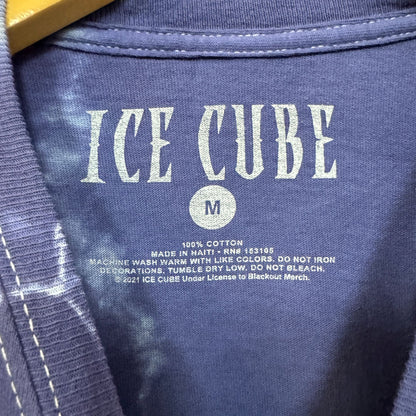 ICE CUBE
M
100% COTTON
MADE IN HAITI • RN# 153165
MACHINE WASH WARM WITH LIKE COLORS. DO NOT IRON
DECORATIONS. TUMBLE DRY LOW. DO NOT BLEACH.
© 2021 ICE CUBE Under License to Blackout Merch.